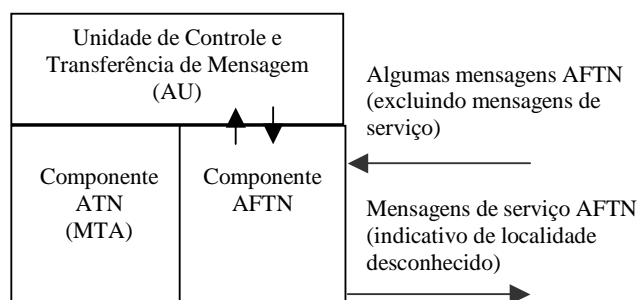 Unidade de Controle e
Transferência de Mensagem
(AU)
Algumas mensagens AFTN
(excluindo mensagens de
serviço)
Componente
ATN
(MTA)
Componente
AFTN
Mensagens de serviço AFTN
(indicativo de localidade
desconhecido)